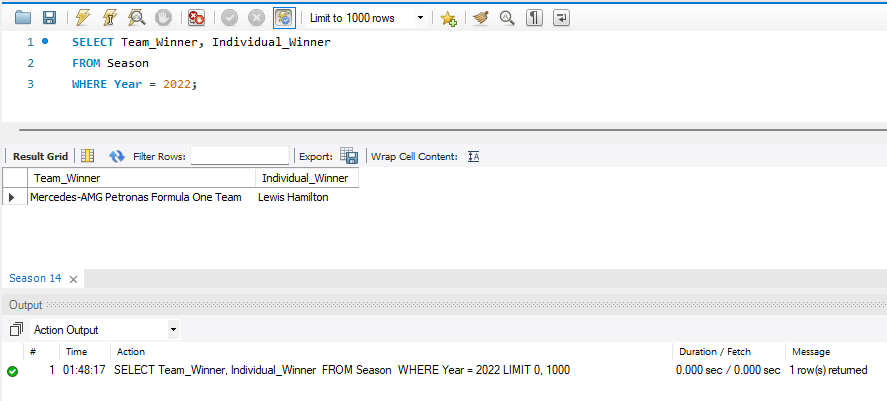 Limit to 1000 rows
1 SELECT Team_Winner, Individual_Winner
2 FROM Season
3 WHERE Year = 2022;
Result Grid Filter Rows: Export: Wrap Cell Content:
Team_Winner Individual_Winner
Mercedes-AMG Petronas Formula One Team Lewis Hamilton
Season 14
Output
Action Output
# Time Action Duration / Fetch Message
1 01:48:17 SELECT Team_Winner, Individual_Winner FROM Season WHERE Year = 2022 LIMIT 0, 1000 0.000 sec / 0.000 sec 1 row(s) returned